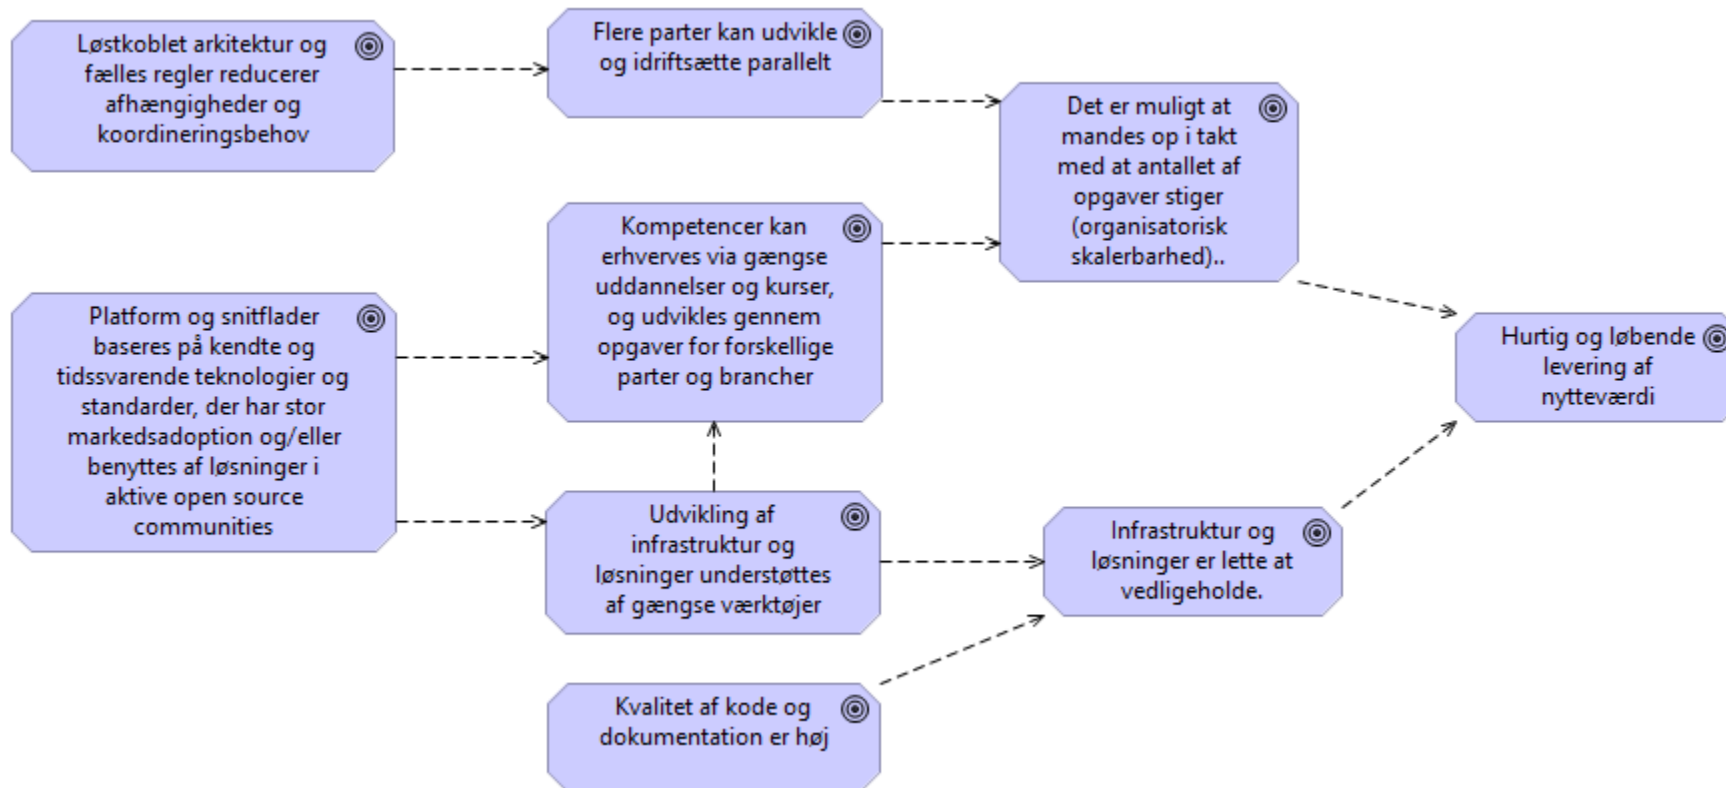 Løstkoblet arkitektur og
fælles regler reducerer
afhængigheder og
koordineringsbehov
Flere parter kan udvikle
og idriftsætte parallelt
Det er muligt at
mandes op i takt
med at antallet af
opgaver stiger
(organisatorisk
skalerbarhed)..
Kompetencer kan
erhverves via gængse
uddannelser og kurser,
og udvikles gennem
opgaver for forskellige
parter og brancher
Platform og snitflader
baseres på kendte og
tidssvarende teknologier og
standarder, der har stor
markedsadoption og/eller
benyttes af løsninger i
aktive open source
communities
Hurtig og løbende
levering af
nytteværdi
Udvikling af
infrastruktur og
løsninger understøttes
af gængse værktøjer
Infrastruktur og
løsninger er lette at
vedligeholde.
Kvalitet af kode og
dokumentation er høj